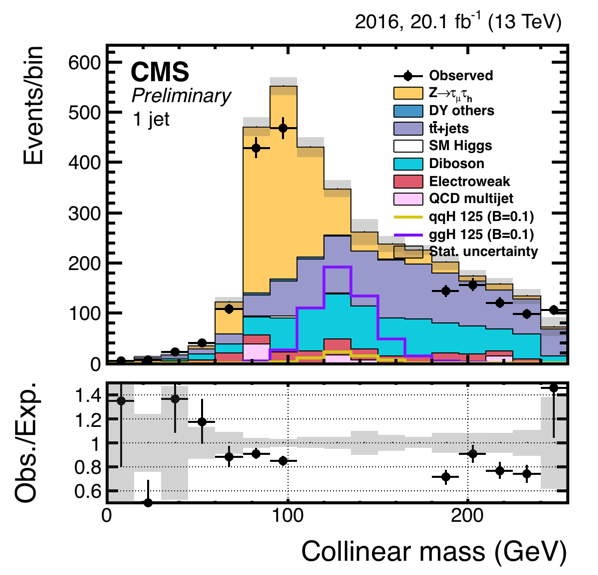 2016, 20.1 fb⁻¹ (13 TeV)
Events/bin
600
500
400
300
200
100
0
CMS
Preliminary
1 jet
Observed
Z→τμτh
DY others
tt̄+jets
SM Higgs
Diboson
Electroweak
QCD multijet
qqH 125 (B=0.1)
ggH 125 (B=0.1)
Stat. uncertainty
Obs./Exp.
1.4
1.2
1
0.8
0.6
0
100
200
Collinear mass (GeV)